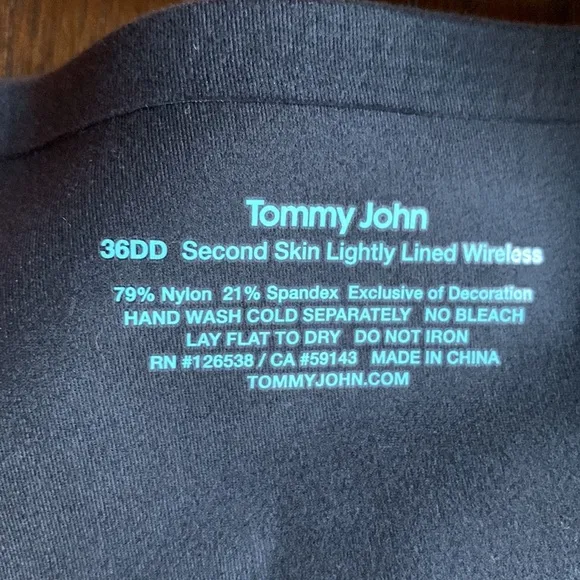 Tommy John
36DD Second Skin Lightly Lined Wireless
79% Nylon 21% Spandex Exclusive of Decoration
HAND WASH COLD SEPARATELY NO BLEACH
LAY FLAT TO DRY DO NOT IRON
RN #126538 / CA #59143 MADE IN CHINA
TOMMYJOHN.COM